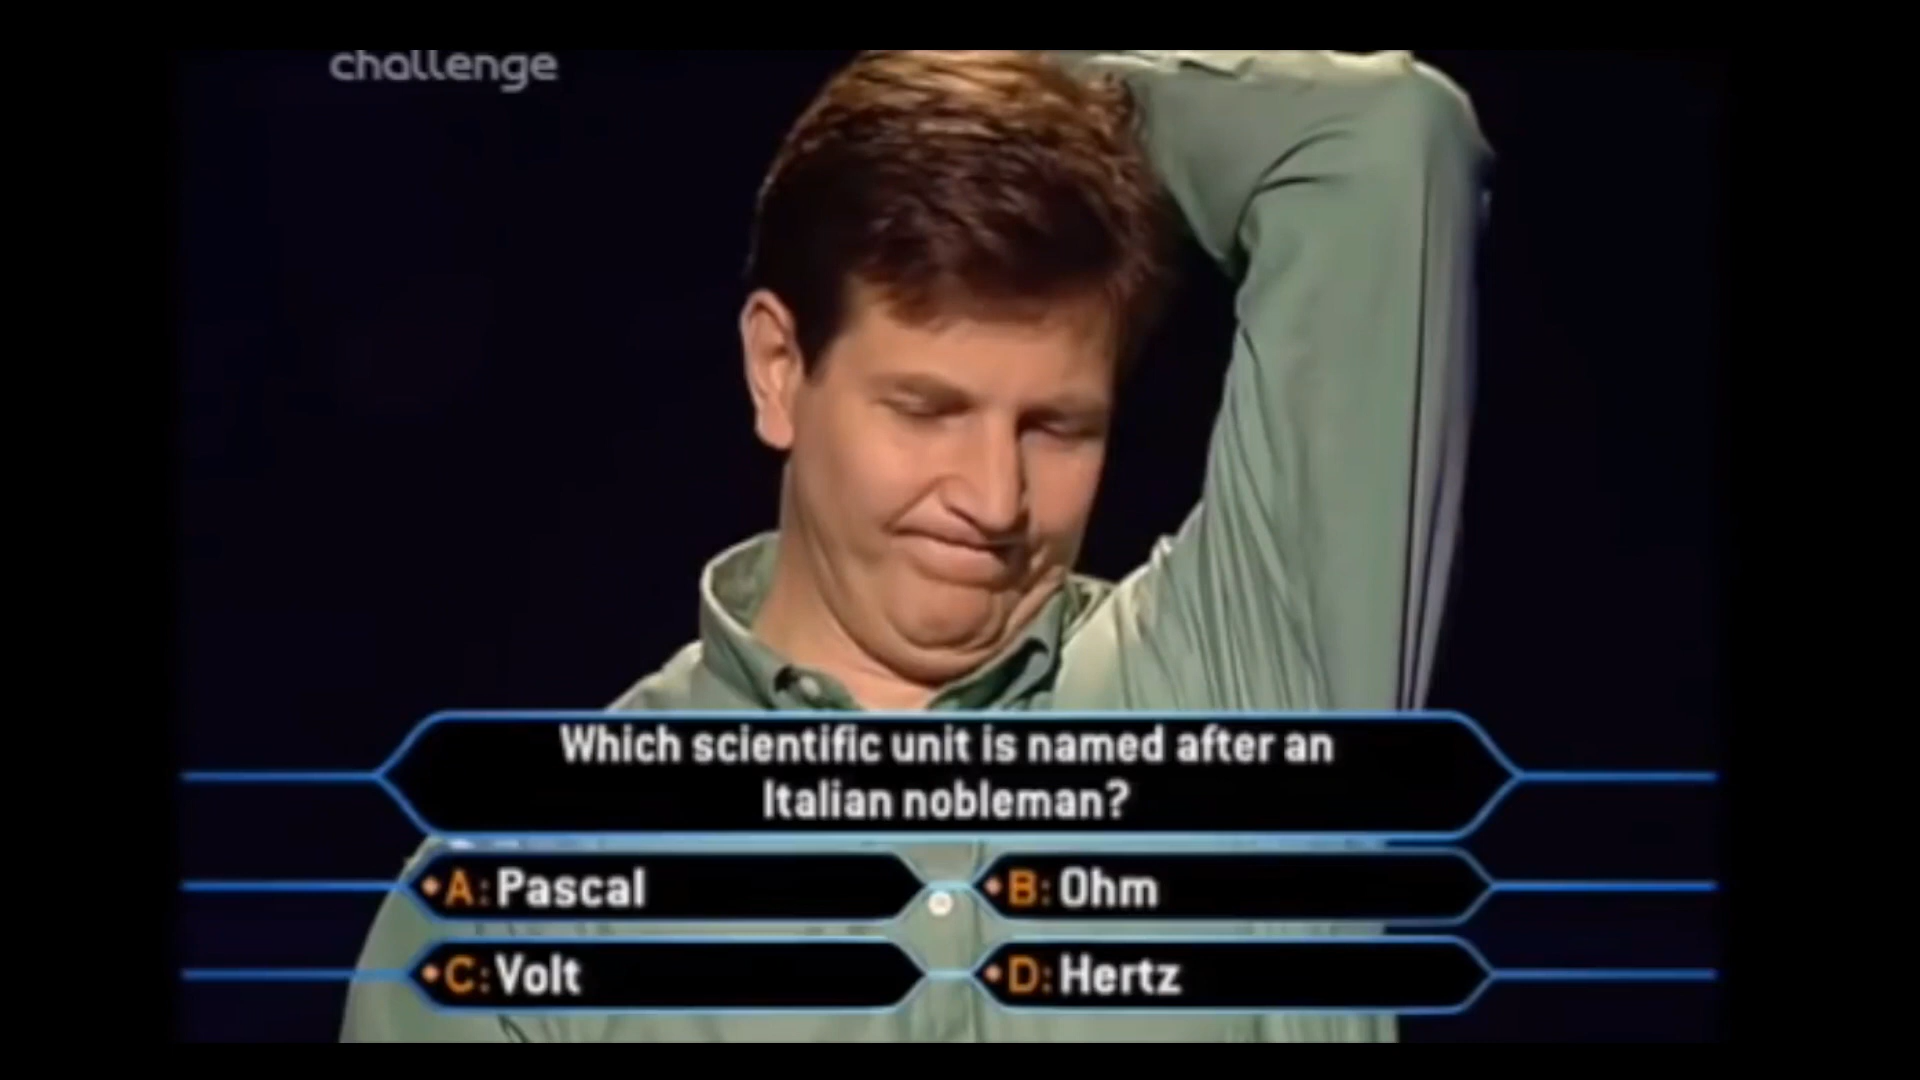 challenge
Which scientific unit is named after an
Italian nobleman?
A: Pascal
B: Ohm
C: Volt
D: Hertz